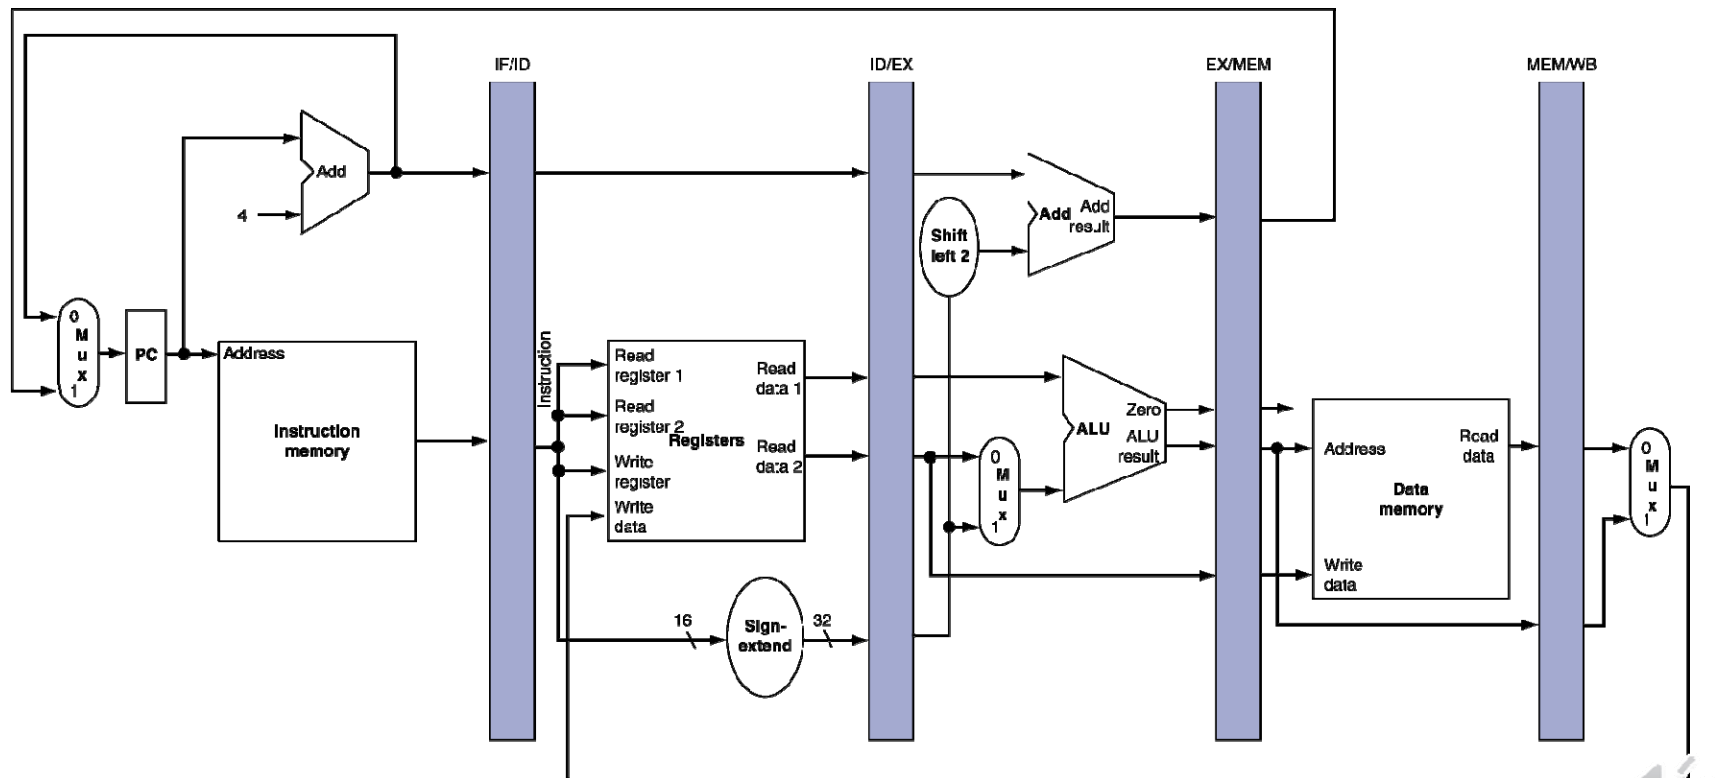 IF/ID
ID/EX
EX/MEM
MEM/WB
Add
4
Shift
left 2
Add
Add
result
0
M
u
x
1
PC
Address
Instruction
memory
Instruction
Read
register 1
Read
register 2
Registers
Write
register
Write
data
Read
data 1
Read
data 2
16
Sign-
extend
32
0
M
u
x
1
Zero
ALU
ALU
result
Address
Read
data
Data
memory
Write
data
0
M
u
x
1